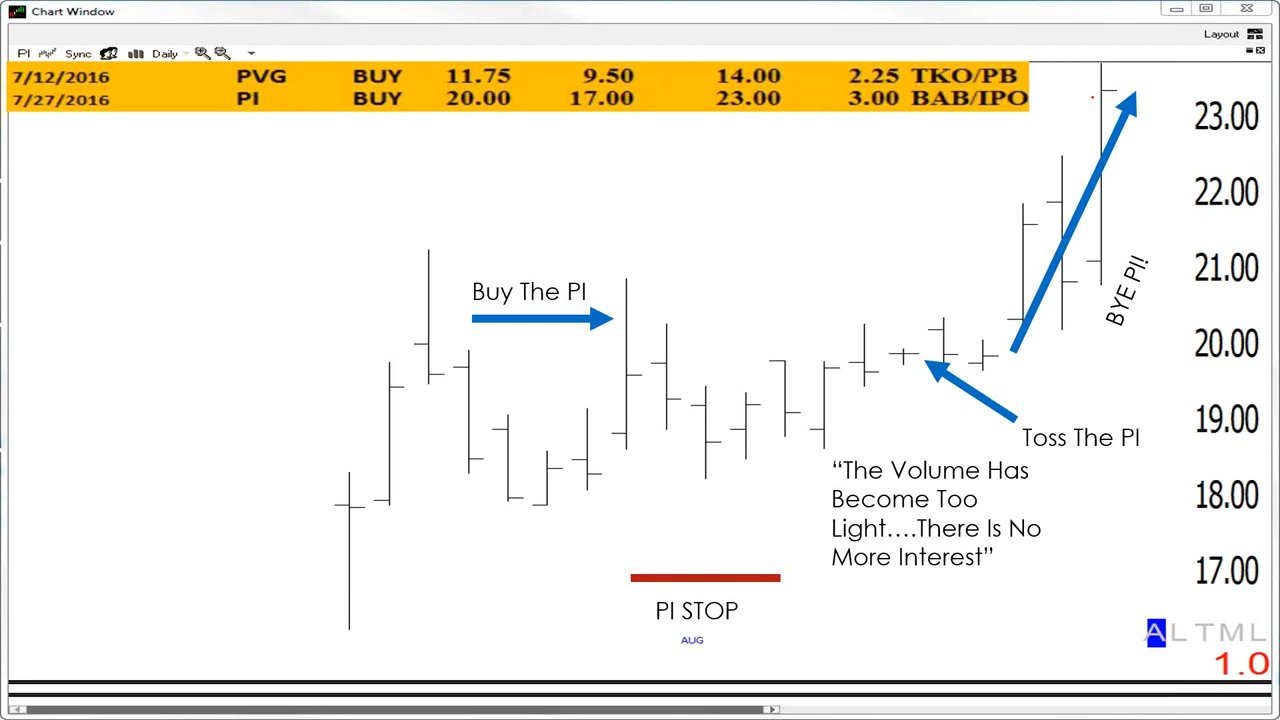 Chart Window
Layout
PI Sync Daily
7/12/2016 PVG BUY 11.75 9.50 14.00 2.25 TKO/PB
7/27/2016 PI BUY 20.00 17.00 23.00 3.00 BAB/IPO
23.00
22.00
21.00
BYE PI!
Buy The PI
20.00
19.00
Toss The PI
"The Volume Has
Become Too
Light....There Is No
More Interest"
18.00
17.00
PI STOP
AUG
ALTML
1.0